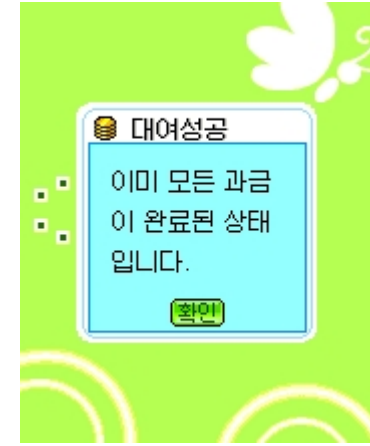 대여성공
이미 모든 과금
이 완료된 상태
입니다.
확인